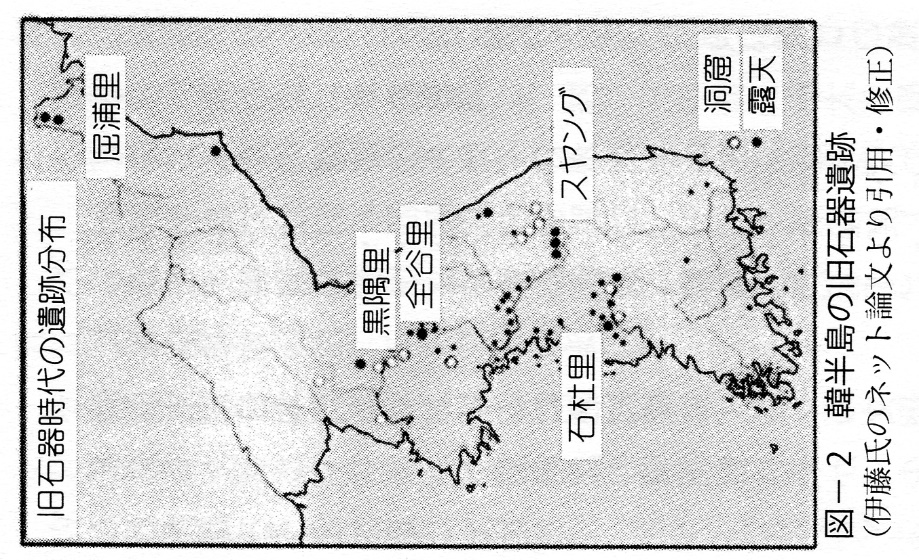 旧石器時代の遺跡分布
屈浦里
黒隅里
全谷里
スヤング
石杜里
洞窟
露天
図－2 韓半島の旧石器遺跡
(伊藤氏のネット論文より引用・修正)